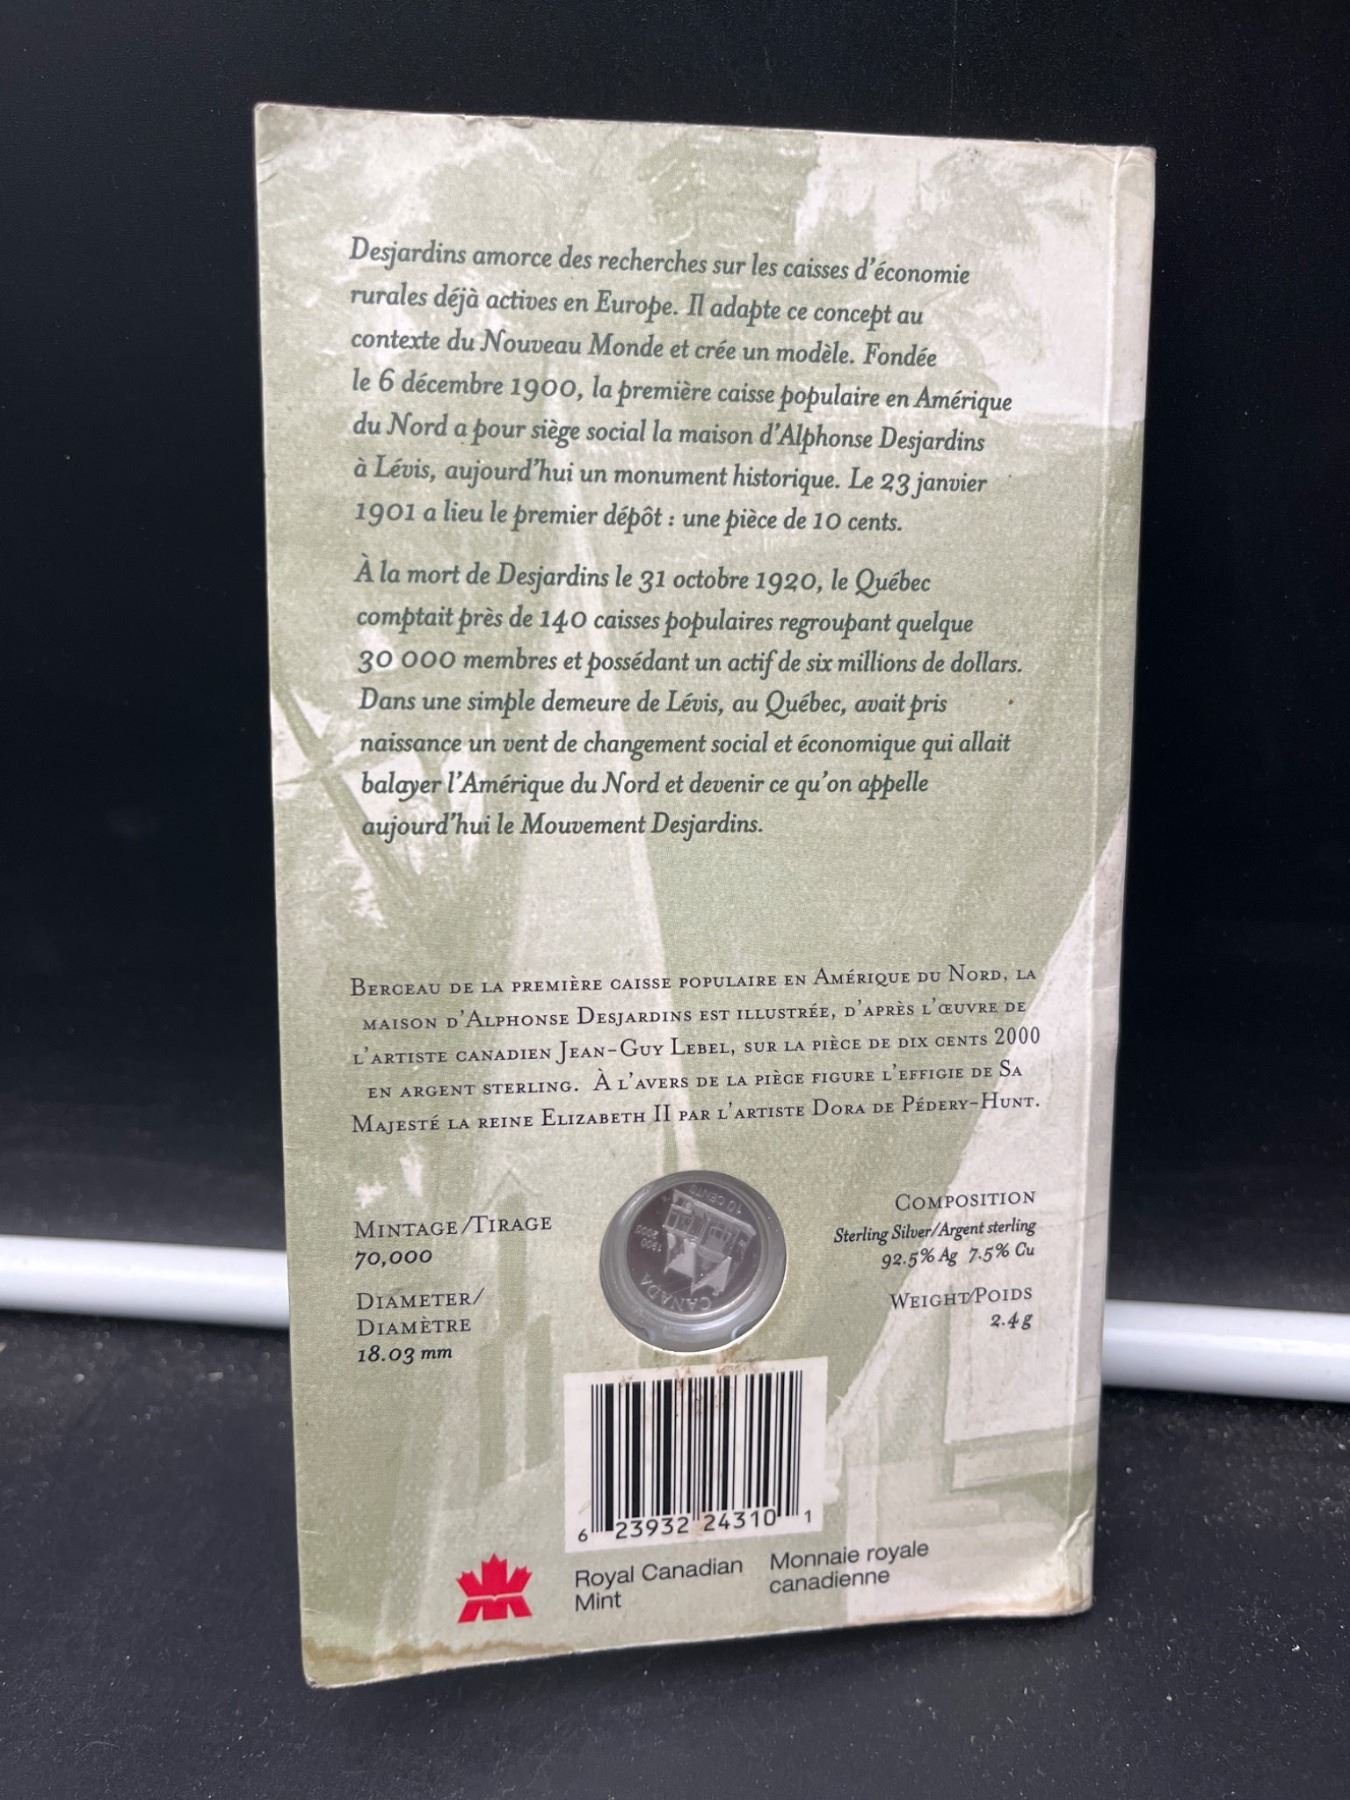 Desjardins amorce des recherches sur les caisses d'économie
rurales déjà actives en Europe. Il adapte ce concept au
contexte du Nouveau Monde et crée un modèle. Fondée
le 6 décembre 1900, la première caisse populaire en Amérique
du Nord a pour siège social la maison d'Alphonse Desjardins
à Lévis, aujourd'hui un monument historique. Le 23 janvier
1901 a lieu le premier dépôt : une pièce de 10 cents.
À la mort de Desjardins le 31 octobre 1920, le Québec
comptait près de 140 caisses populaires regroupant quelque
30 000 membres et possédant un actif de six millions de dollars.
Dans une simple demeure de Lévis, au Québec, avait pris
naissance un vent de changement social et économique qui allait
balayer l'Amérique du Nord et devenir ce qu'on appelle
aujourd'hui le Mouvement Desjardins.
Berceau de la première caisse populaire en Amérique du Nord, la
maison d'Alphonse Desjardins est illustrée, d'après l'œuvre de
l'artiste canadien Jean-Guy Lebel, sur la pièce de dix cents 2000
en argent sterling. À l'avers de la pièce figure l'effigie de Sa
Majesté la reine Elizabeth II par l'artiste Dora de Pédery-Hunt.
Mintage/Tirage
70,000
Diameter/
Diamètre
18.03 mm
10 CENTS
1900
2000
CANADA
Composition
Sterling Silver/Argent sterling
92.5% Ag 7.5% Cu
Weight/Poids
2.4 g
6 23932 24310 1
Royal Canadian
Mint
Monnaie royale
canadienne